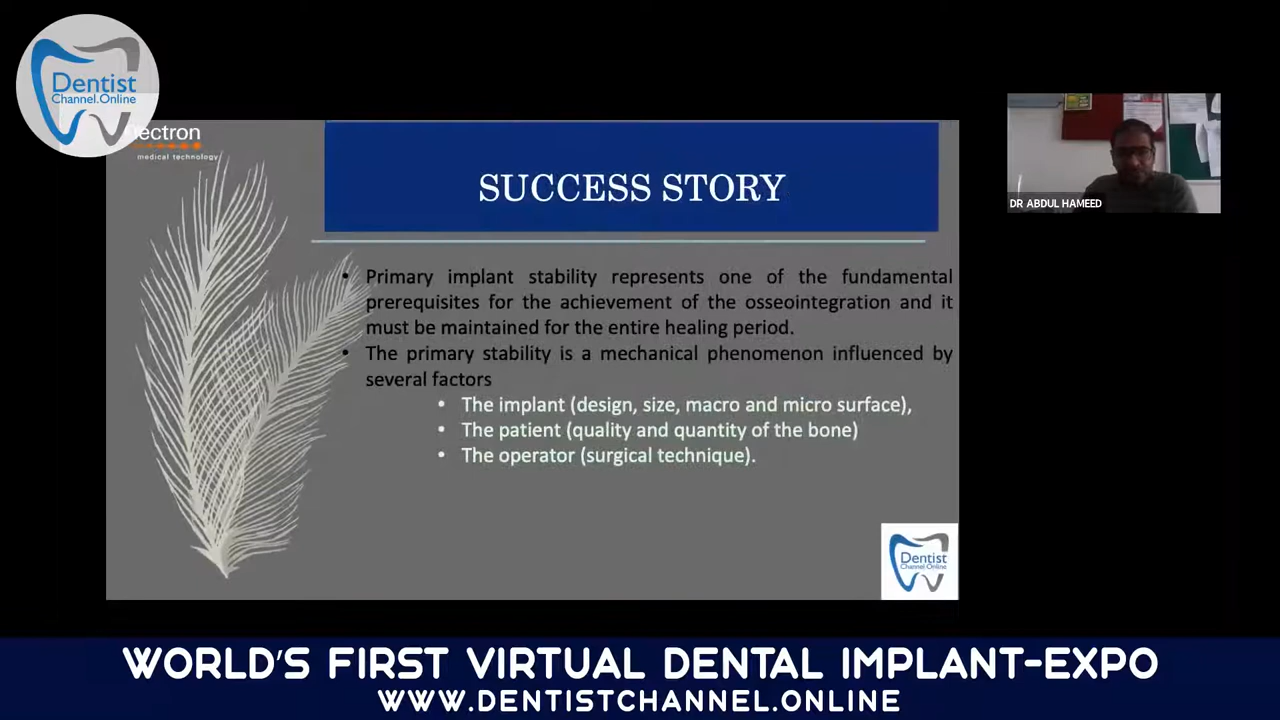 Dentist
Channel.Online
medical technology
SUCCESS STORY
• Primary implant stability represents one of the fundamental
prerequisites for the achievement of the osseointegration and it
must be maintained for the entire healing period.
• The primary stability is a mechanical phenomenon influenced by
several factors
• The implant (design, size, macro and micro surface),
• The patient (quality and quantity of the bone)
• The operator (surgical technique).
DR ABDUL HAMEED
Dentist
Channel.Online
WORLD'S FIRST VIRTUAL DENTAL IMPLANT-EXPO
WWW.DENTISTCHANNEL.ONLINE